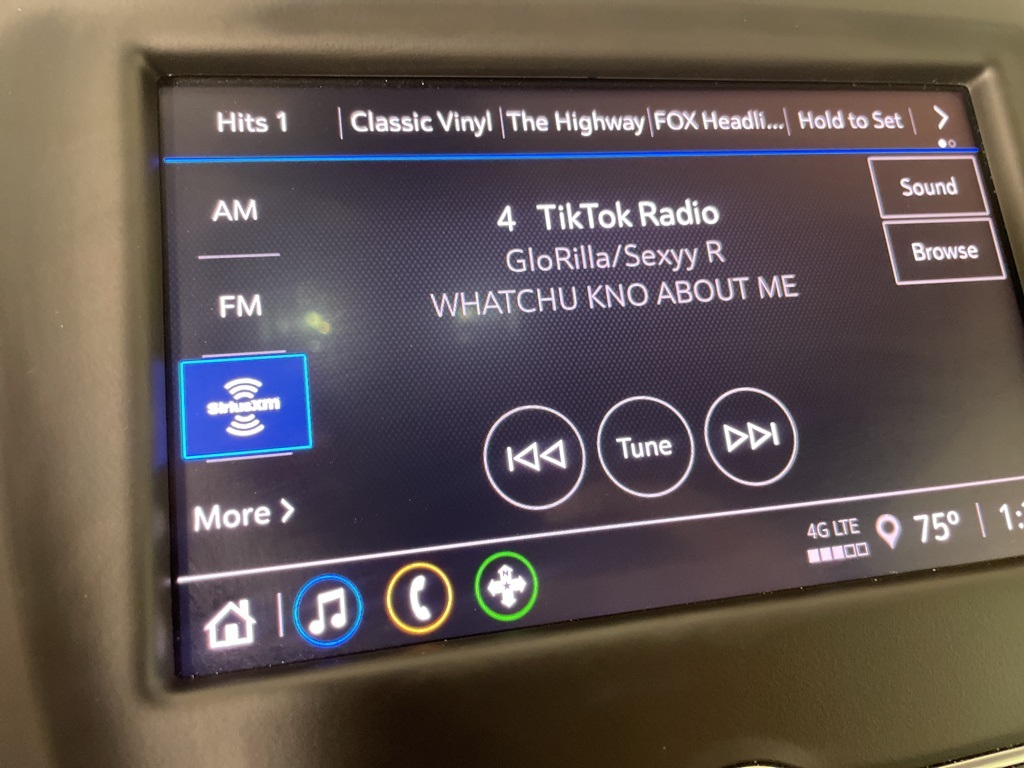 Hits 1 | Classic Vinyl | The Highway | FOX Headli... | Hold to Set | >
AM
4 TikTok Radio
Sound
GloRilla/Sexyy R
Browse
FM
WHATCHU KNO ABOUT ME
SiriusXM
Tune
More >
4G LTE
75° |
N